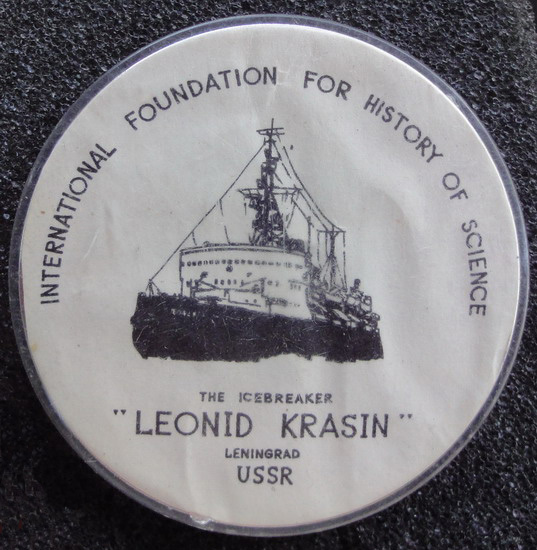 INTERNATIONAL FOUNDATION FOR HISTORY OF SCIENCE
THE ICEBREAKER
"LEONID KRASIN"
LENINGRAD
USSR